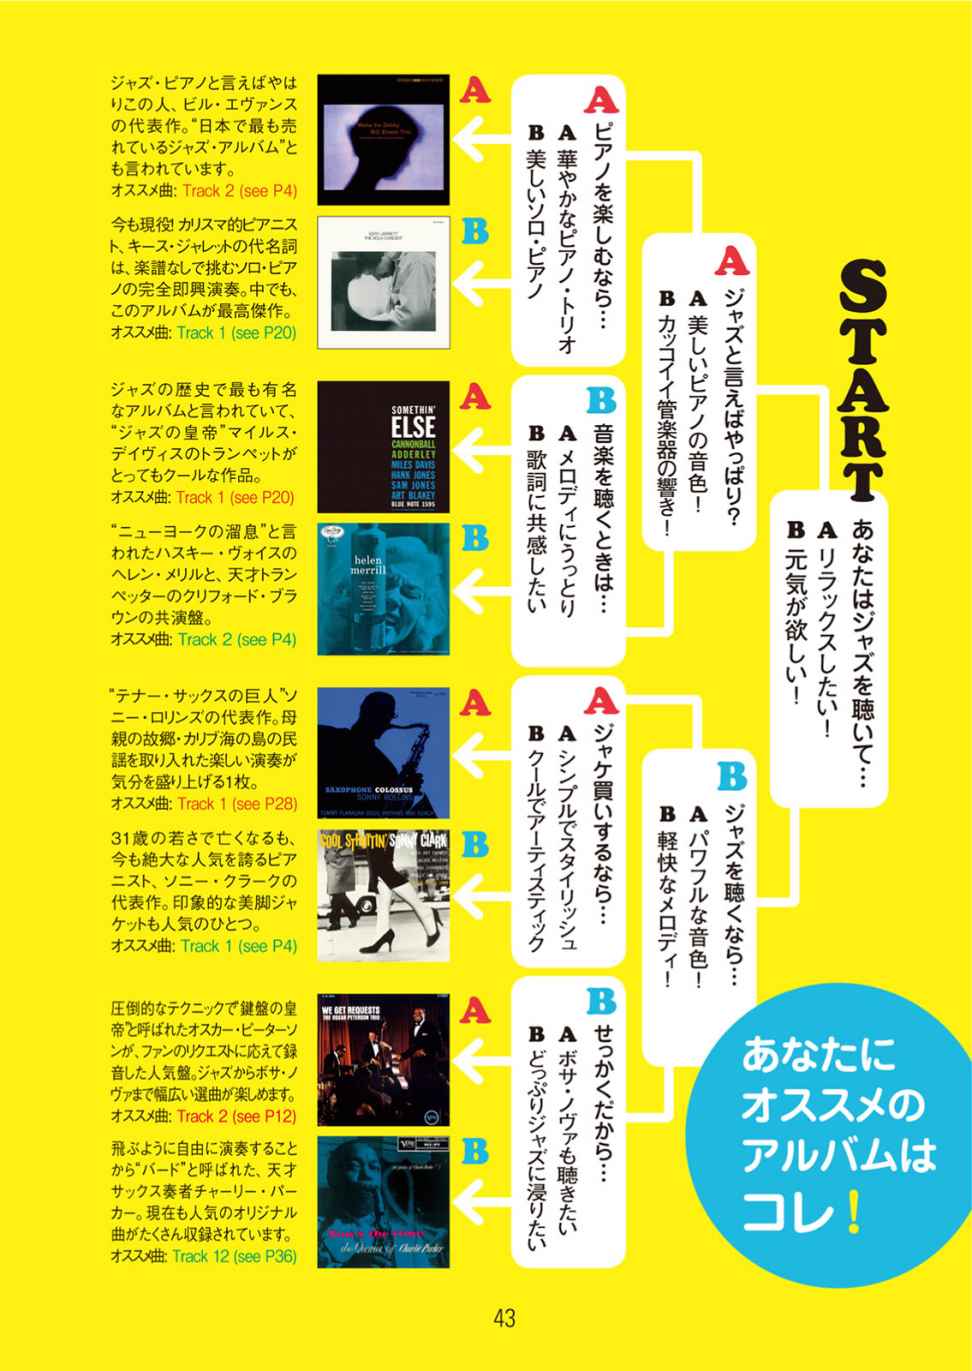 START
あなたはジャズを聴いて…
A リラックスしたい！
B 元気が欲しい！
A
ジャズと言えばやっぱり？
A 美しいピアノの音色！
B カッコイイ管楽器の響き！
B
ジャズを聴くなら…
A パワフルな音色！
B 軽快なメロディ！
A
ピアノを楽しむなら…
A 華やかなピアノ・トリオ
B 美しいソロ・ピアノ
B
音楽を聴くときは…
A メロディにうっとり
B 歌詞に共感したい
A
ジャケ買いするなら…
A シンプルでスタイリッシュ
B クールでアーティスティック
B
せっかくだから…
A ボサ・ノヴァも聴きたい
B どっぷりジャズに浸りたい
A
Waltz for Debby
Bill Evans Trio
ジャズ・ピアノと言えばやは
りこの人、ビル・エヴァンス
の代表作。“日本で最も売
れているジャズ・アルバム”と
も言われています。
オススメ曲: Track 2 (see P4)
B
KEITH JARRETT
THE KÖLN CONCERT
今も現役! カリスマ的ピアニス
ト、キース・ジャレットの代名詞
は、楽譜なしで挑むソロ・ピア
ノの完全即興演奏。中でも、
このアルバムが最高傑作。
オススメ曲: Track 1 (see P20)
A
SOMETHIN'
ELSE
CANNONBALL
ADDERLEY
MILES DAVIS
HANK JONES
SAM JONES
ART BLAKEY
BLUE NOTE 1595
ジャズの歴史で最も有名
なアルバムと言われていて、
“ジャズの皇帝”マイルス・
デイヴィスのトランペットが
とってもクールな作品。
オススメ曲: Track 1 (see P20)
B
helen
merrill
“ニューヨークの溜息”と言
われたハスキー・ヴォイスの
ヘレン・メリルと、天才トラン
ペッターのクリフォード・ブラ
ウンの共演盤。
オススメ曲: Track 2 (see P4)
A
SAXOPHONE COLOSSUS
SONNY ROLLINS
“テナー・サックスの巨人”ソ
ニー・ロリンズの代表作。母
親の故郷・カリブ海の島の民
謡を取り入れた楽しい演奏が
気分を盛り上げる1枚。
オススメ曲: Track 1 (see P28)
B
COOL STRUTTIN' SONNY CLARK
31歳の若さで亡くなるも、
今も絶大な人気を誇るピア
ニスト、ソニー・クラークの
代表作。印象的な美脚ジャ
ケットも人気のひとつ。
オススメ曲: Track 1 (see P4)
A
WE GET REQUESTS
THE OSCAR PETERSON TRIO
圧倒的なテクニックで“鍵盤の皇
帝”と呼ばれたオスカー・ピーターソ
ンが、ファンのリクエストに応えて録
音した人気盤。ジャズからボサ・ノ
ヴァまで幅広い選曲が楽しめます。
オススメ曲: Track 2 (see P12)
B
the Genius of Charlie Parker
飛ぶように自由に演奏すること
から“バード”と呼ばれた、天才
サックス奏者チャーリー・パー
カー。現在も人気のオリジナル
曲がたくさん収録されています。
オススメ曲: Track 12 (see P36)
あなたに
オススメの
アルバムは
コレ！
43